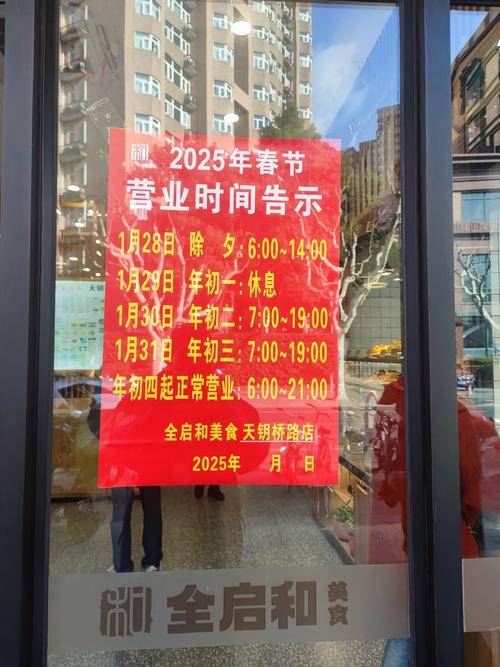 2025年春节
营业时间告示
1月28日 除 夕:6:00~14:00
1月29日 年初一:休息
1月30日 年初二:7:00~19:00
1月31日 年初三:7:00~19:00
年初四起正常营业:6:00~21:00
全启和美食 天钥桥路店
2025年 月 日
天钥
全启和 美食